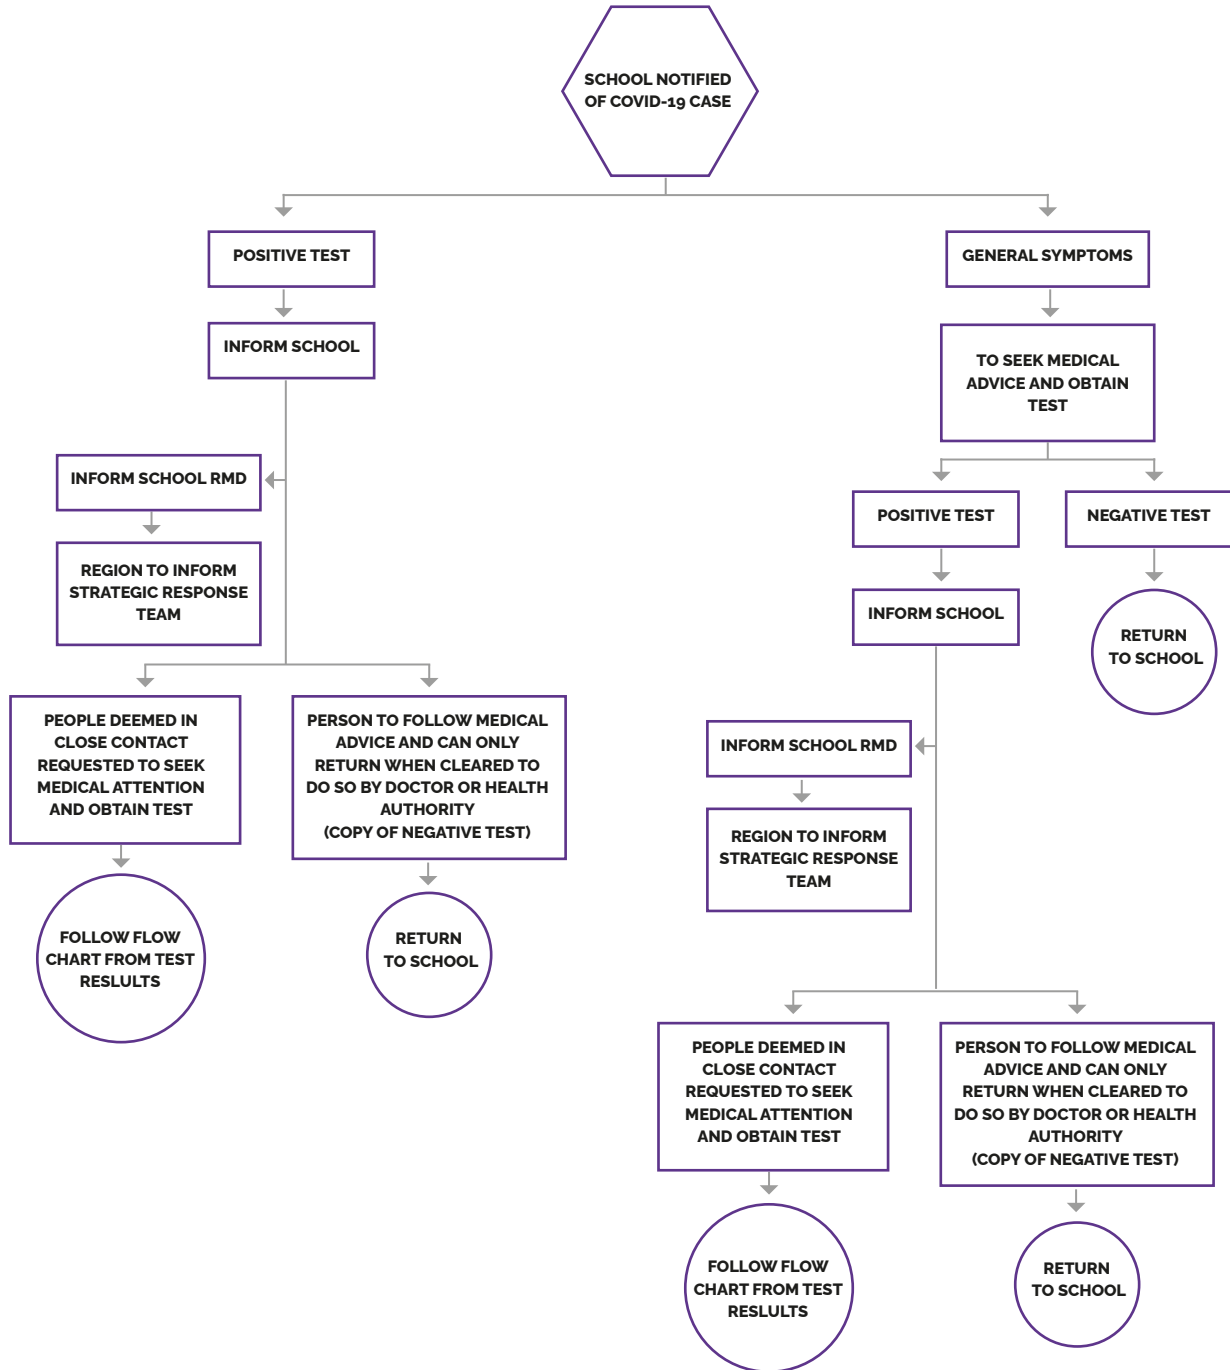 SCHOOL NOTIFIED
OF COVID-19 CASE
POSITIVE TEST
GENERAL SYMPTOMS
INFORM SCHOOL
TO SEEK MEDICAL
ADVICE AND OBTAIN
TEST
INFORM SCHOOL RMD
REGION TO INFORM
STRATEGIC RESPONSE
TEAM
POSITIVE TEST
NEGATIVE TEST
INFORM SCHOOL
RETURN
TO SCHOOL
PEOPLE DEEMED IN
CLOSE CONTACT
REQUESTED TO SEEK
MEDICAL ATTENTION
AND OBTAIN TEST
PERSON TO FOLLOW MEDICAL
ADVICE AND CAN ONLY
RETURN WHEN CLEARED TO
DO SO BY DOCTOR OR HEALTH
AUTHORITY
(COPY OF NEGATIVE TEST)
INFORM SCHOOL RMD
REGION TO INFORM
STRATEGIC RESPONSE
TEAM
FOLLOW FLOW
CHART FROM TEST
RESLULTS
RETURN
TO SCHOOL
PEOPLE DEEMED IN
CLOSE CONTACT
REQUESTED TO SEEK
MEDICAL ATTENTION
AND OBTAIN TEST
PERSON TO FOLLOW MEDICAL
ADVICE AND CAN ONLY
RETURN WHEN CLEARED TO
DO SO BY DOCTOR OR HEALTH
AUTHORITY
(COPY OF NEGATIVE TEST)
FOLLOW FLOW
CHART FROM TEST
RESLULTS
RETURN
TO SCHOOL